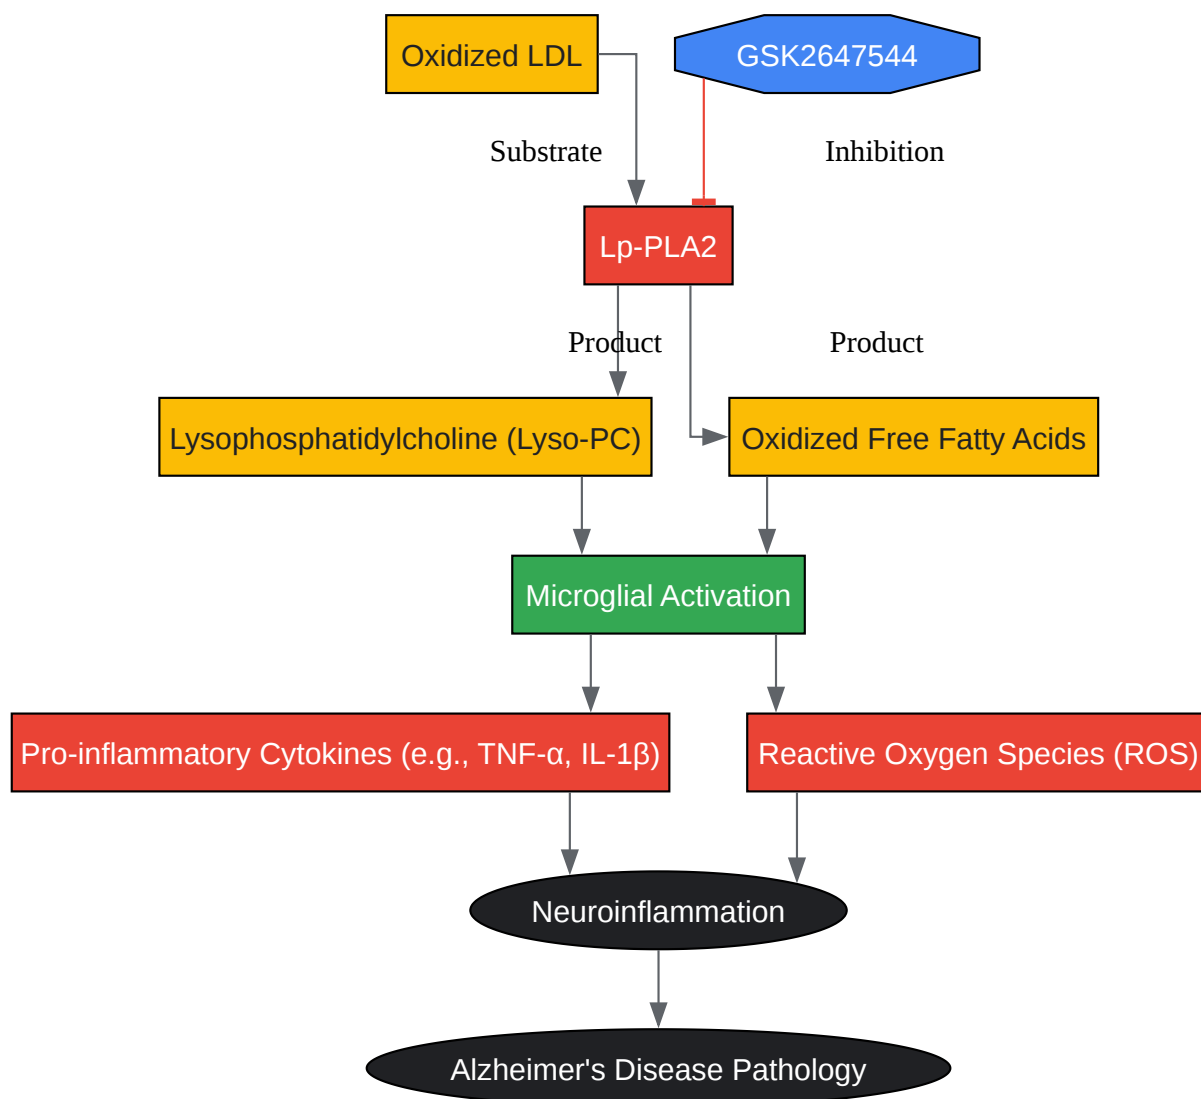 Oxidized LDL
GSK2647544
Substrate
Inhibition
Lp-PLA2
Product
Product
Lysophosphatidylcholine (Lyso-PC)
Oxidized Free Fatty Acids
Microglial Activation
Pro-inflammatory Cytokines (e.g., TNF-α, IL-1β)
Reactive Oxygen Species (ROS)
Neuroinflammation
Alzheimer's Disease Pathology